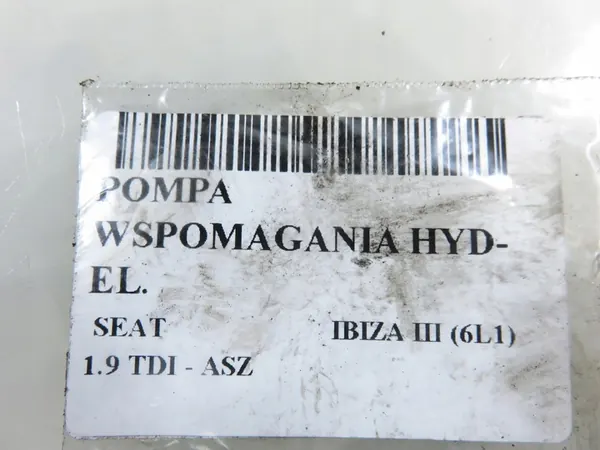 POMPA
WSPOMAGANIA HYD-
EL.
SEAT IBIZA III (6L1)
1.9 TDI - ASZ